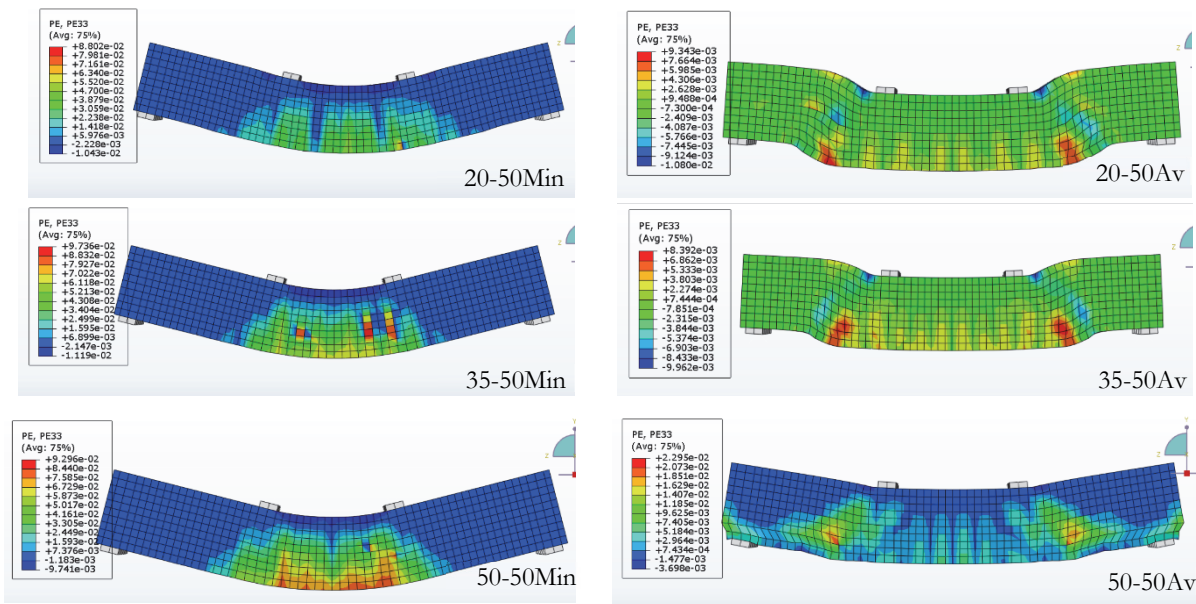 PE, PE33
(Avg: 75%)
+8.802e-02
+7.981e-02
+7.161e-02
+6.340e-02
+5.520e-02
+4.700e-02
+3.879e-02
+3.059e-02
+2.238e-02
+1.418e-02
+5.976e-03
-2.228e-03
-1.043e-02
z
20-50Min
PE, PE33
(Avg: 75%)
+9.343e-03
+7.664e-03
+5.985e-03
+4.306e-03
+2.628e-03
+9.488e-04
-7.300e-04
-2.409e-03
-4.087e-03
-5.766e-03
-7.445e-03
-9.124e-03
-1.080e-02
z
20-50Av
PE, PE33
(Avg: 75%)
+9.736e-02
+8.832e-02
+7.927e-02
+7.022e-02
+6.118e-02
+5.213e-02
+4.308e-02
+3.404e-02
+2.499e-02
+1.595e-02
+6.899e-03
-2.147e-03
-1.119e-02
z
35-50Min
PE, PE33
(Avg: 75%)
+8.392e-03
+6.862e-03
+5.333e-03
+3.803e-03
+2.274e-03
+7.444e-04
-7.851e-04
-2.315e-03
-3.844e-03
-5.374e-03
-6.903e-03
-8.433e-03
-9.962e-03
z
35-50Av
PE, PE33
(Avg: 75%)
+9.296e-02
+8.440e-02
+7.585e-02
+6.729e-02
+5.873e-02
+5.017e-02
+4.161e-02
+3.305e-02
+2.449e-02
+1.593e-02
+7.376e-03
-1.183e-03
-9.741e-03
Y
z
50-50Min
PE, PE33
(Avg: 75%)
+2.295e-02
+2.073e-02
+1.851e-02
+1.629e-02
+1.407e-02
+1.185e-02
+9.625e-03
+7.405e-03
+5.184e-03
+2.964e-03
+7.434e-04
-1.477e-03
-3.698e-03
Y
z
50-50Av